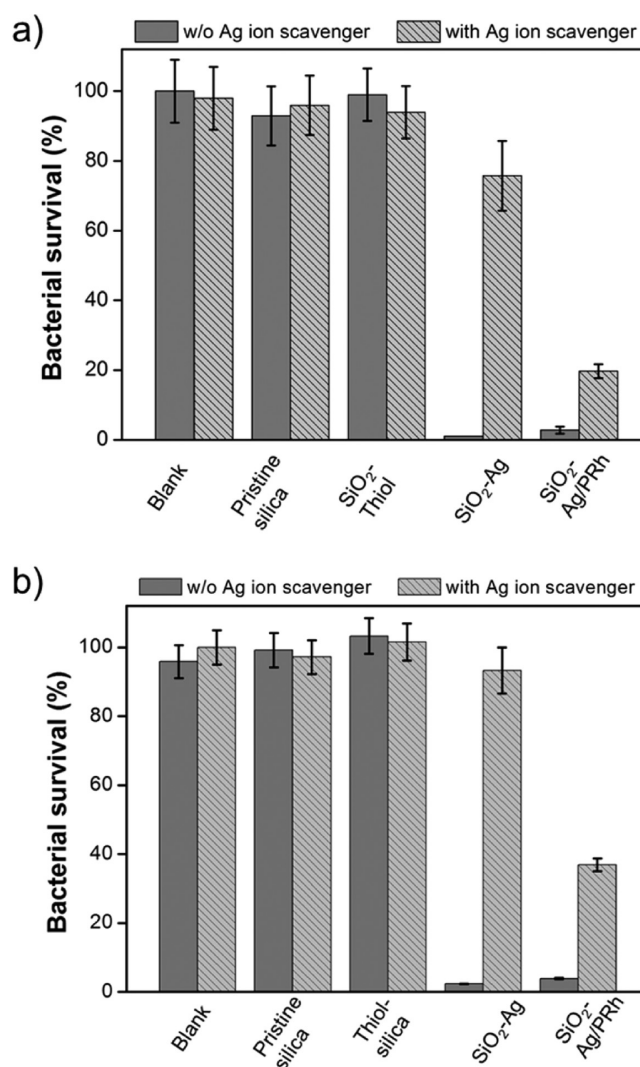 a)
w/o Ag ion scavenger
with Ag ion scavenger
Bacterial survival (%)
100
80
60
40
20
0
Blank
Pristine
silica
SiO₂-
Thiol
SiO₂-Ag
SiO₂-
Ag/PRh
b)
w/o Ag ion scavenger
with Ag ion scavenger
Bacterial survival (%)
100
80
60
40
20
0
Blank
Pristine
silica
Thiol-
silica
SiO₂-Ag
SiO₂-
Ag/PRh